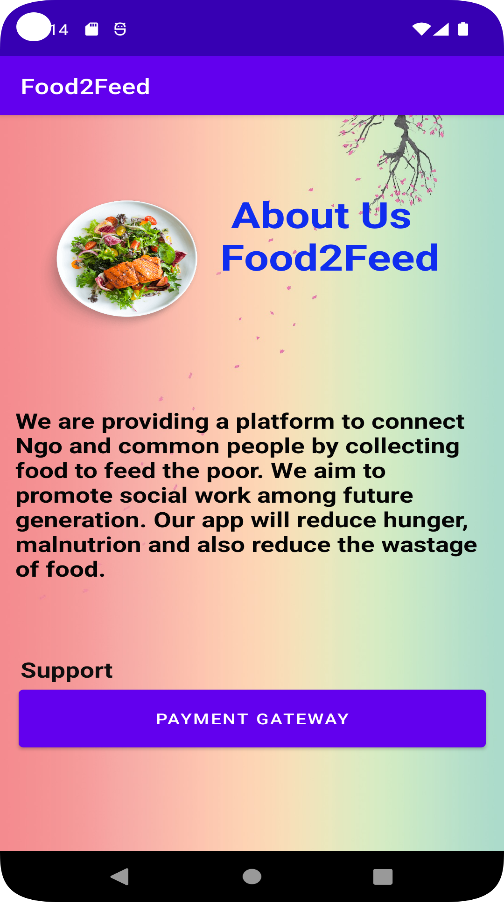 14
Food2Feed
About Us
Food2Feed
We are providing a platform to connect
Ngo and common people by collecting
food to feed the poor. We aim to
promote social work among future
generation. Our app will reduce hunger,
malnutrion and also reduce the wastage
of food.
Support
PAYMENT GATEWAY